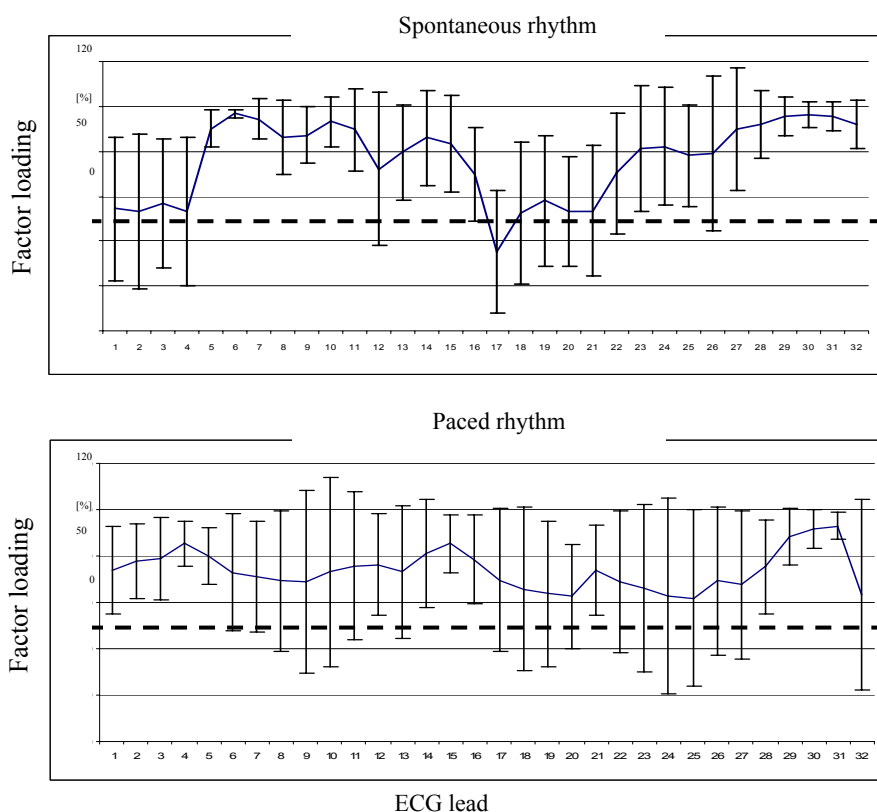 Spontaneous rhythm
120
[%]
50
0
Factor loading
1 2 3 4 5 6 7 8 9 10 11 12 13 14 15 16 17 18 19 20 21 22 23 24 25 26 27 28 29 30 31 32
Paced rhythm
120
[%]
50
0
Factor loading
1 2 3 4 5 6 7 8 9 10 11 12 13 14 15 16 17 18 19 20 21 22 23 24 25 26 27 28 29 30 31 32
ECG lead